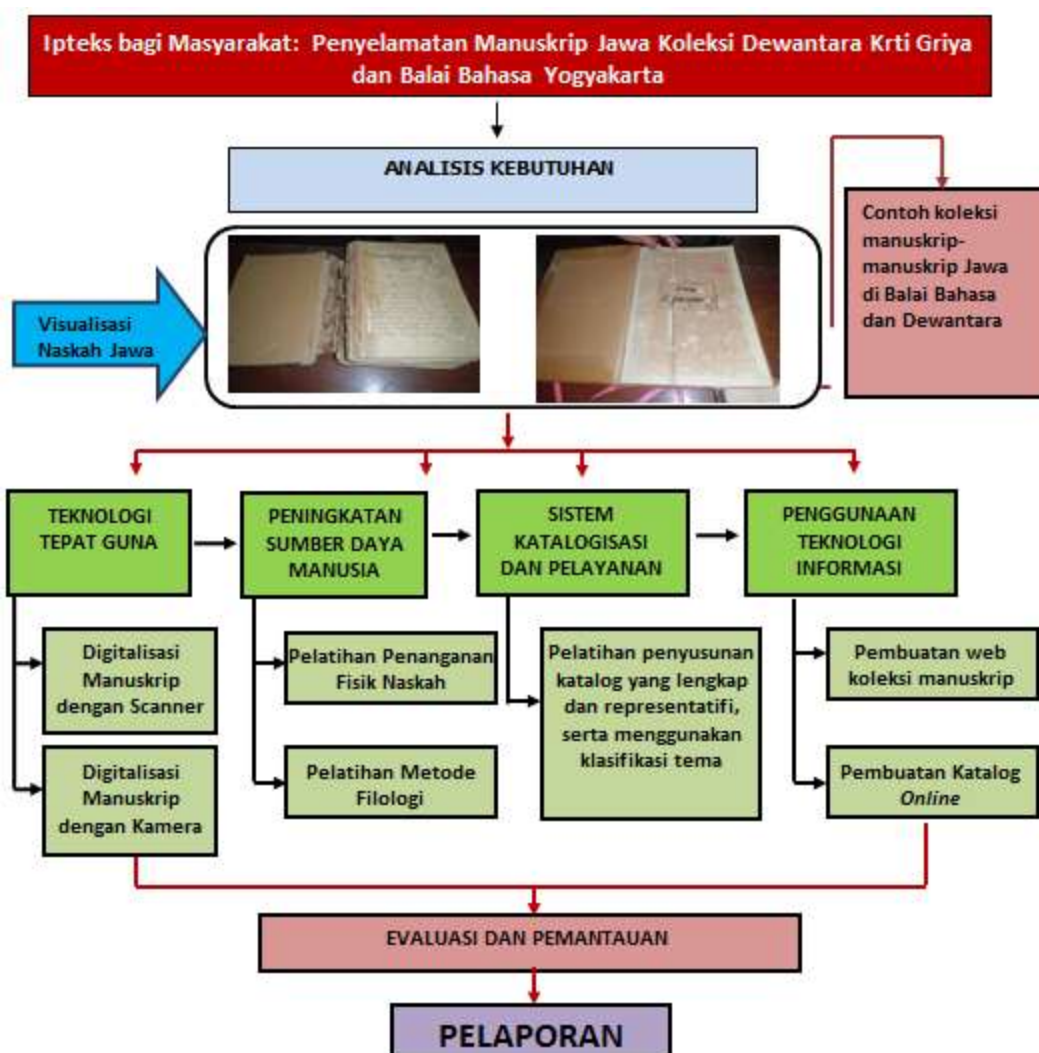 Ipteks bagi Masyarakat: Penyelamatan Manuskrip Jawa Koleksi Dewantara Krti Griya
dan Balai Bahasa Yogyakarta
ANALISIS KEBUTUHAN
Visualisasi
Naskah Jawa
Contoh koleksi
manuskrip-
manuskrip Jawa
di Balai Bahasa
dan Dewantara
TEKNOLOGI
TEPAT GUNA
PENINGKATAN
SUMBER DAYA
MANUSIA
SISTEM
KATALOGISASI
DAN PELAYANAN
PENGGUNAAN
TEKNOLOGI
INFORMASI
Digitalisasi
Manuskrip
dengan Scanner
Digitalisasi
Manuskrip
dengan Kamera
Pelatihan Penanganan
Fisik Naskah
Pelatihan Metode
Filologi
Pelatihan penyusunan
katalog yang lengkap
dan representatifi,
serta menggunakan
klasifikasi tema
Pembuatan web
koleksi manuskrip
Pembuatan Katalog
Online
EVALUASI DAN PEMANTAUAN
PELAPORAN